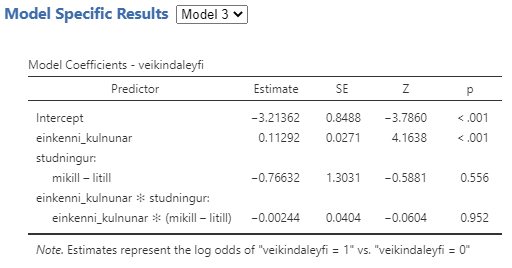 Model Specific Results Model 3
Model Coefficients - veikindaleyfi
Predictor Estimate SE Z p
Intercept −3.21362 0.8488 −3.7860 < .001
einkenni_kulnunar 0.11292 0.0271 4.1638 < .001
studningur:
mikill – litill −0.76632 1.3031 −0.5881 0.556
einkenni_kulnunar ✻ studningur:
einkenni_kulnunar ✻ (mikill – litill) −0.00244 0.0404 −0.0604 0.952
Note. Estimates represent the log odds of "veikindaleyfi = 1" vs. "veikindaleyfi = 0"